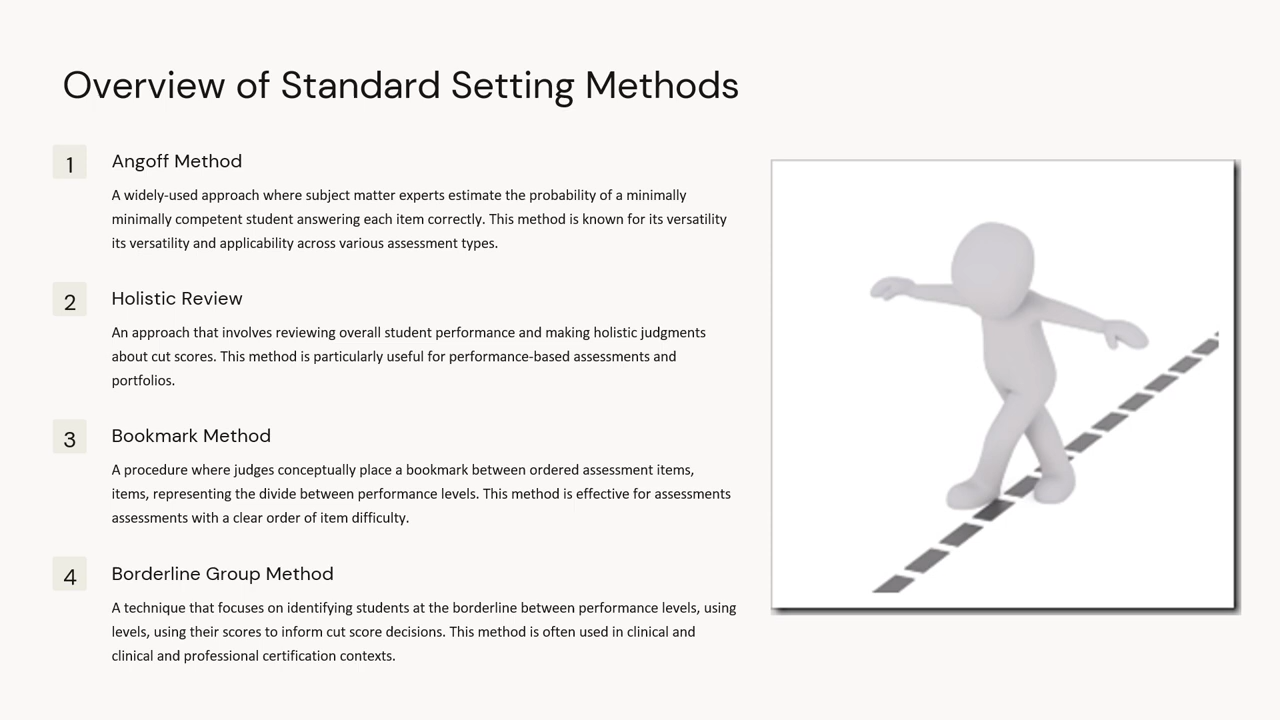 Overview of Standard Setting Methods
1
Angoff Method
A widely-used approach where subject matter experts estimate the probability of a minimally
minimally competent student answering each item correctly. This method is known for its versatility
its versatility and applicability across various assessment types.
2
Holistic Review
An approach that involves reviewing overall student performance and making holistic judgments
about cut scores. This method is particularly useful for performance-based assessments and
portfolios.
3
Bookmark Method
A procedure where judges conceptually place a bookmark between ordered assessment items,
items, representing the divide between performance levels. This method is effective for assessments
assessments with a clear order of item difficulty.
4
Borderline Group Method
A technique that focuses on identifying students at the borderline between performance levels, using
levels, using their scores to inform cut score decisions. This method is often used in clinical and
clinical and professional certification contexts.